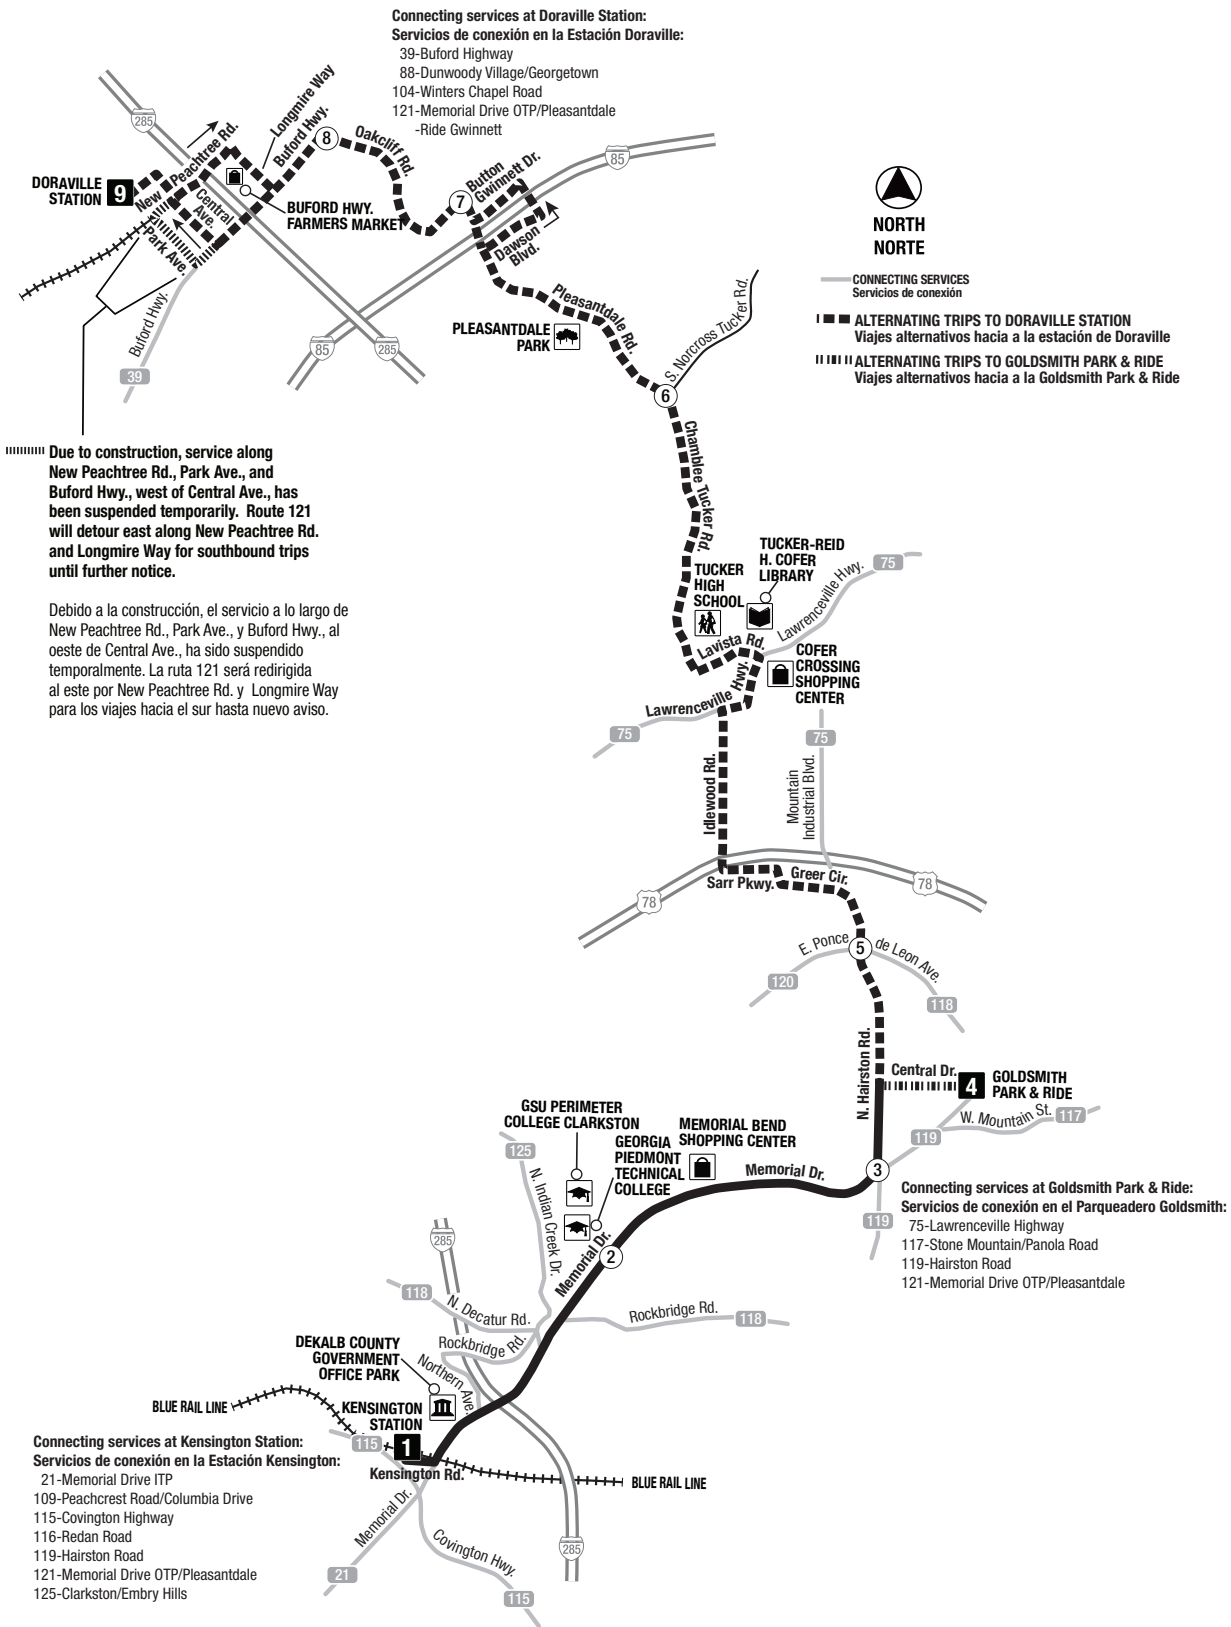 Connecting services at Doraville Station:
Servicios de conexión en la Estación Doraville:
39-Buford Highway
88-Dunwoody Village/Georgetown
104-Winters Chapel Road
121-Memorial Drive OTP/Pleasantdale
-Ride Gwinnett
285
New Peachtree Rd.
Longmire Way
Buford Hwy.
8
Oakcliff Rd.
85
DORAVILLE
STATION
9
Central
Ave.
Park Ave.
BUFORD HWY.
FARMERS MARKET
7
Button
Gwinnett Dr.
Dawson
Blvd.
NORTH
NORTE
CONNECTING SERVICES
Servicios de conexión
ALTERNATING TRIPS TO DORAVILLE STATION
Viajes alternativos hacia a la estación de Doraville
ALTERNATING TRIPS TO GOLDSMITH PARK & RIDE
Viajes alternativos hacia a la Goldsmith Park & Ride
Buford Hwy.
39
85
285
PLEASANTDALE
PARK
Pleasantdale Rd.
S. Norcross Tucker Rd.
6
Due to construction, service along
New Peachtree Rd., Park Ave., and
Buford Hwy., west of Central Ave., has
been suspended temporarily. Route 121
will detour east along New Peachtree Rd.
and Longmire Way for southbound trips
until further notice.
Debido a la construcción, el servicio a lo largo de
New Peachtree Rd., Park Ave., y Buford Hwy., al
oeste de Central Ave., ha sido suspendido
temporalmente. La ruta 121 será redirigida
al este por New Peachtree Rd. y Longmire Way
para los viajes hacia el sur hasta nuevo aviso.
Chamblee Tucker Rd.
TUCKER
HIGH
SCHOOL
TUCKER-REID
H. COFER
LIBRARY
Lawrenceville Hwy.
75
Lavista Rd.
COFER
CROSSING
SHOPPING
CENTER
Lawrenceville Hwy.
75
75
Idlewood Rd.
Mountain
Industrial Blvd.
Sarr Pkwy.
Greer Cir.
78
78
E. Ponce
5
de Leon Ave.
120
118
N. Hairston Rd.
Central Dr.
4
GOLDSMITH
PARK & RIDE
W. Mountain St.
117
119
3
119
Connecting services at Goldsmith Park & Ride:
Servicios de conexión en el Parqueadero Goldsmith:
75-Lawrenceville Highway
117-Stone Mountain/Panola Road
119-Hairston Road
121-Memorial Drive OTP/Pleasantdale
GSU PERIMETER
COLLEGE CLARKSTON
GEORGIA
PIEDMONT
TECHNICAL
COLLEGE
MEMORIAL BEND
SHOPPING CENTER
Memorial Dr.
125
N. Indian Creek Dr.
Memorial Dr.
2
285
118
N. Decatur Rd.
Rockbridge Rd.
118
Rockbridge Rd.
DEKALB COUNTY
GOVERNMENT
OFFICE PARK
Northern
Ave.
BLUE RAIL LINE
KENSINGTON
STATION
115
1
Kensington Rd.
BLUE RAIL LINE
Connecting services at Kensington Station:
Servicios de conexión en la Estación Kensington:
21-Memorial Drive ITP
109-Peachcrest Road/Columbia Drive
115-Covington Highway
116-Redan Road
119-Hairston Road
121-Memorial Drive OTP/Pleasantdale
125-Clarkston/Embry Hills
Memorial Dr.
21
Covington Hwy.
115
285